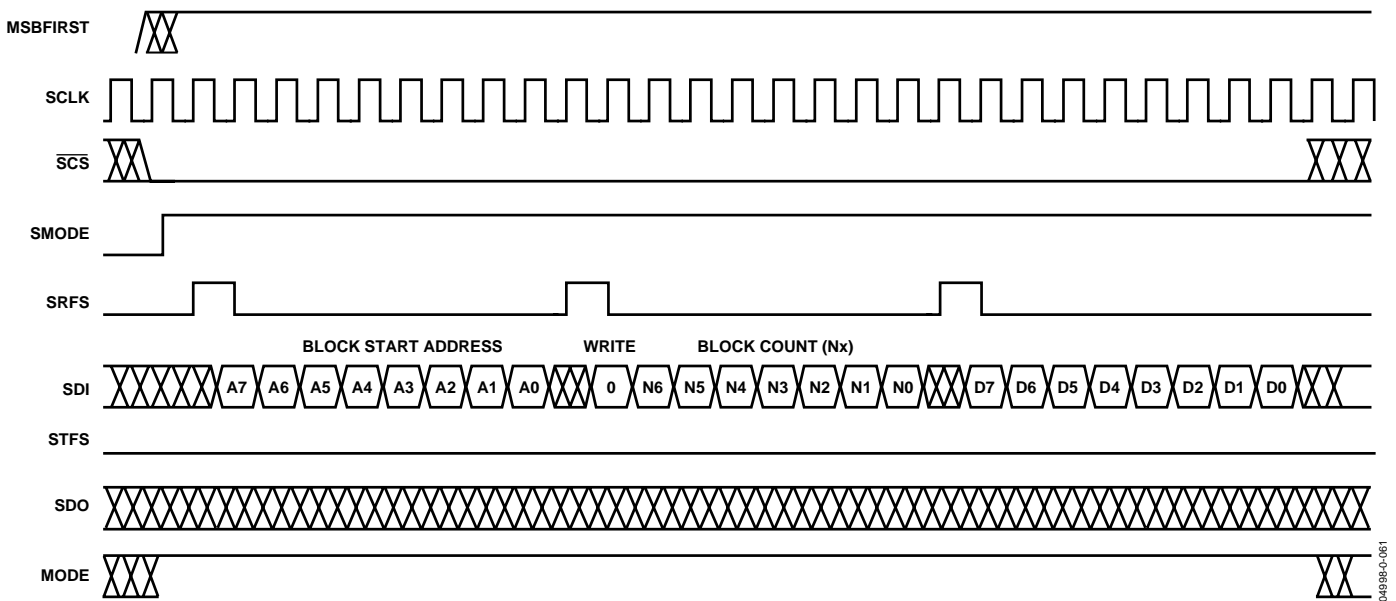 MSBFIRST
SCLK
SCS
SMODE
SRFS
BLOCK START ADDRESS WRITE BLOCK COUNT (Nx)
SDI A7 A6 A5 A4 A3 A2 A1 A0 0 N6 N5 N4 N3 N2 N1 N0 D7 D6 D5 D4 D3 D2 D1 D0
STFS
SDO
MODE
04998-0-061